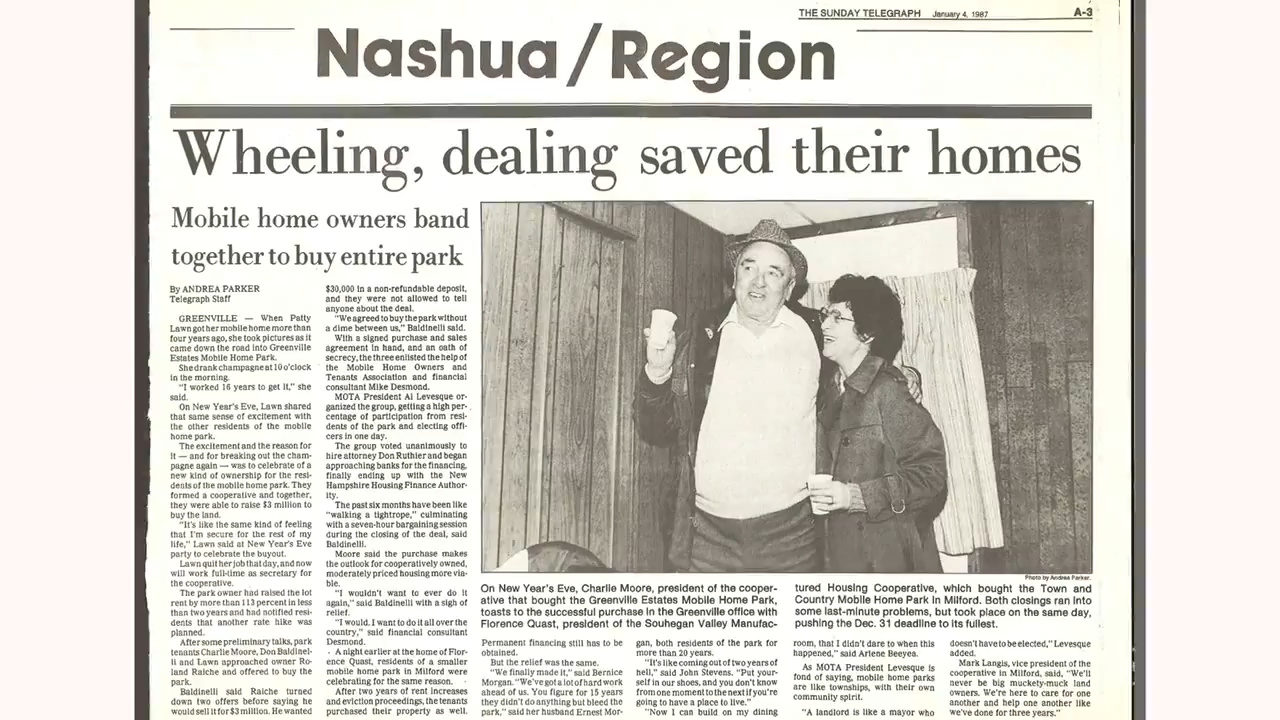 THE SUNDAY TELEGRAPH January 4, 1987 A-3
Nashua/Region
Wheeling, dealing saved their homes
Mobile home owners band
together to buy entire park
By ANDREA PARKER
Telegraph Staff
GREENVILLE — When Patty
Lawn got her mobile home more than
four years ago, she took pictures as it
came down the road into Greenville
Estates Mobile Home Park.
She drank champagne at 10 o'clock
in the morning.
"I worked 16 years to get it," she
said.
On New Year's Eve, Lawn shared
that same sense of excitement with
the other residents of the mobile
home park.
The excitement and the reason for
it — and for breaking out the cham-
pagne again — was to celebrate of a
new kind of ownership for the resi-
dents of the mobile home park. They
formed a cooperative and together,
they were able to raise $3 million to
buy the land.
"It's like the same kind of feeling
that I'm secure for the rest of my
life," Lawn said at New Year's Eve
party to celebrate the buyout.
Lawn quit her job that day, and now
will work full-time as secretary for
the cooperative.
The park owner had raised the lot
rent by more than 113 percent in less
than two years and had notified resi-
dents that another rate hike was
planned.
After some preliminary talks, park
tenants Charlie Moore, Don Baldinel-
li and Lawn approached owner Ro-
land Raiche and offered to buy the
park.
Baldinelli said Raiche turned
down two offers before saying he
would sell it for $3 million. He wanted
$30,000 in a non-refundable deposit,
and they were not allowed to tell
anyone about the deal.
"We agreed to buy the park without
a dime between us," Baldinelli said.
With a signed purchase and sales
agreement in hand, and an oath of
secrecy, the three enlisted the help of
the Mobile Home Owners and
Tenants Association and financial
consultant Mike Desmond.
MOTA President Al Levesque or-
ganized the group, getting a high per-
centage of participation from resi-
dents of the park and electing offi-
cers in one day.
The group voted unanimously to
hire attorney Don Ruthier and began
approaching banks for the financing,
finally ending up with the New
Hampshire Housing Finance Author-
ity.
The past six months have been like
"walking a tightrope," culminating
with a seven-hour bargaining session
during the closing of the deal, said
Baldinelli.
Moore said the purchase makes
the outlook for cooperatively owned,
moderately priced housing more via-
ble.
"I wouldn't want to ever do it
again," said Baldinelli with a sigh of
relief.
"I would. I want to do it all over the
country," said financial consultant
Desmond.
A night earlier at the home of Flor-
ence Quast, residents of a smaller
mobile home park in Milford were
celebrating for the same reason.
After two years of rent increases
and eviction proceedings, the tenants
purchased their property as well.
Photo by Andrea Parker.
On New Year's Eve, Charlie Moore, president of the cooper-
ative that bought the Greenville Estates Mobile Home Park,
toasts to the successful purchase in the Greenville office with
Florence Quast, president of the Souhegan Valley Manufac-
tured Housing Cooperative, which bought the Town and
Country Mobile Home Park in Milford. Both closings ran into
some last-minute problems, but took place on the same day,
pushing the Dec. 31 deadline to its fullest.
Permanent financing still has to be
obtained.
But the relief was the same.
"We finally made it," said Bernice
Morgan. "We've got a lot of hard work
ahead of us. You figure for 15 years
they didn't do anything but bleed the
park," said her husband Ernest Mor-
gan, both residents of the park for
more than 20 years.
"It's like coming out of two years of
hell," said John Stevens. "Put your-
self in our shoes, and you don't know
from one moment to the next if you're
going to have a place to live."
"Now I can build on my dining
room, that I didn't dare to when this
happened," said Arlene Beeyea.
As MOTA President Levesque is
fond of saying, mobile home parks
are like townships, with their own
community spirit.
"A landlord is like a mayor who
doesn't have to be elected," Levesque
added.
Mark Langis, vice president of the
cooperative in Milford, said, "We'll
never be big muckety-muck land
owners. We're here to care for one
another and help one another like
we've done for three years."